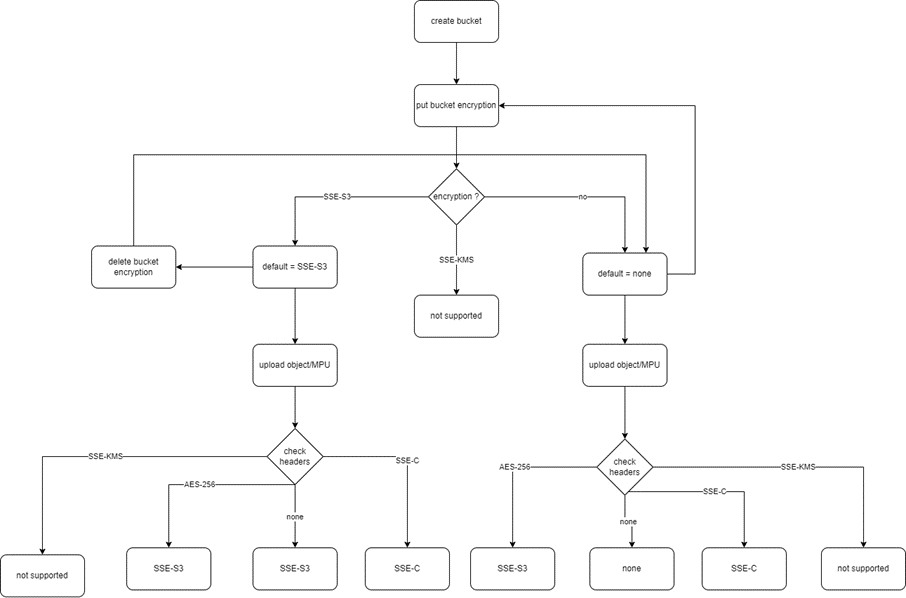 create bucket
put bucket encryption
encryption ?
SSE-S3
no
SSE-KMS
delete bucket
encryption
default = SSE-S3
default = none
not supported
upload object/MPU
upload object/MPU
check
headers
check
headers
SSE-KMS
SSE-C
AES-256
none
AES-256
SSE-KMS
SSE-C
none
not supported
SSE-S3
SSE-S3
SSE-C
SSE-S3
none
SSE-C
not supported